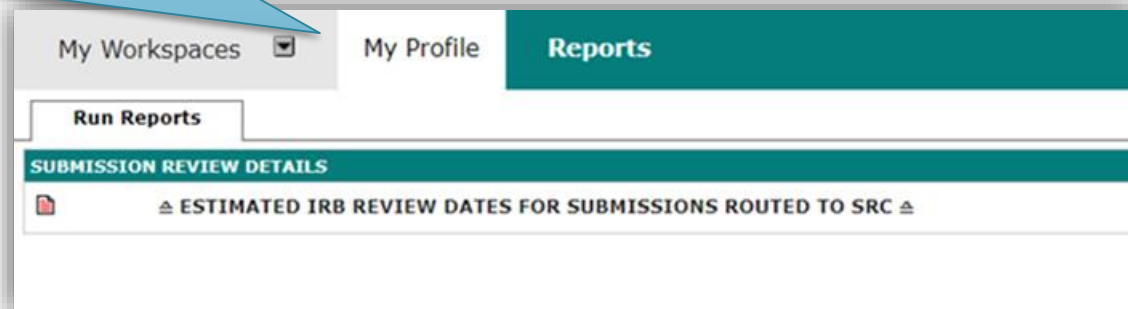 My Workspaces My Profile Reports
Run Reports
SUBMISSION REVIEW DETAILS
≙ ESTIMATED IRB REVIEW DATES FOR SUBMISSIONS ROUTED TO SRC ≙